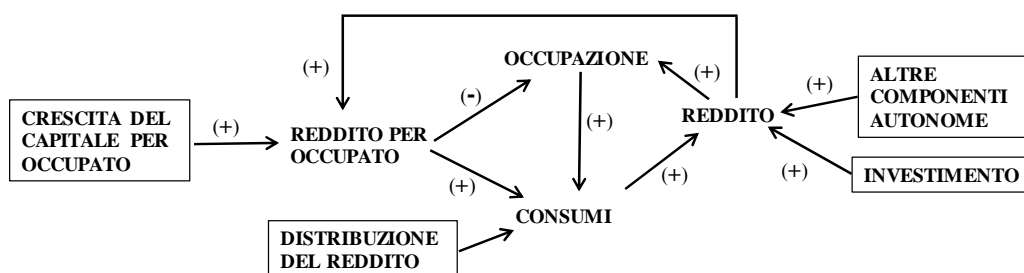 (+)
OCCUPAZIONE
(+)
(-)
(+)
ALTRE
COMPONENTI
AUTONOME
CRESCITA DEL
CAPITALE PER
OCCUPATO
(+)
REDDITO PER
OCCUPATO
(+)
REDDITO
(+)
(+)
(+)
INVESTIMENTO
CONSUMI
DISTRIBUZIONE
DEL REDDITO